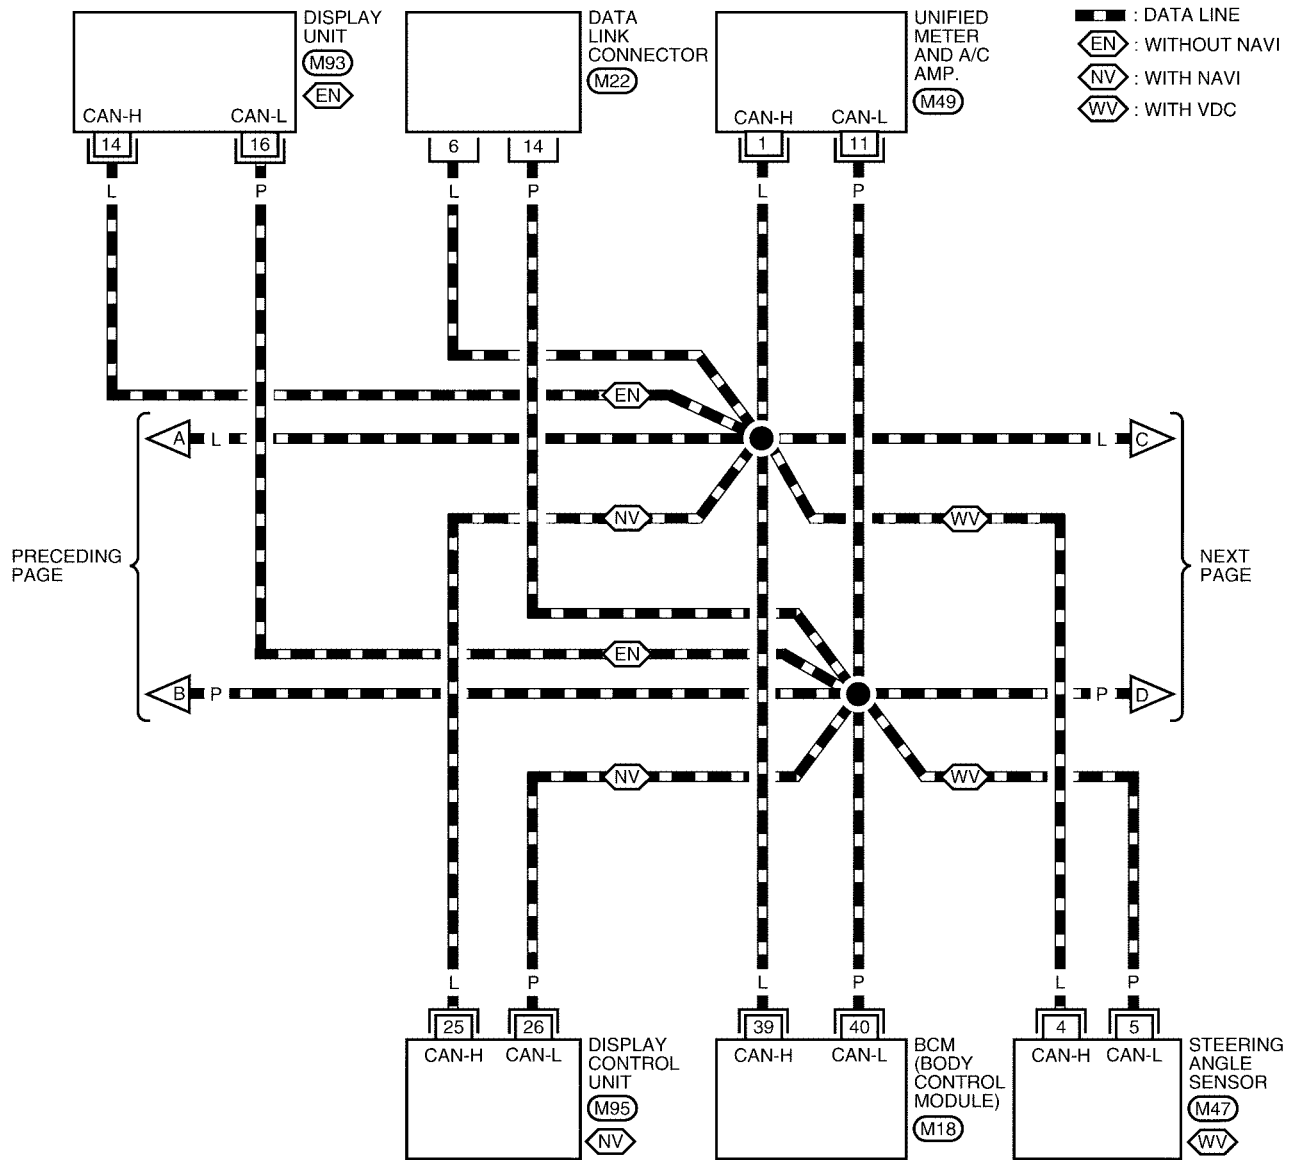 DISPLAY
UNIT
M93
EN
CAN-H
CAN-L
14
16
L
P
DATA
LINK
CONNECTOR
M22
6
14
L
P
UNIFIED
METER
AND A/C
AMP.
M49
CAN-H
CAN-L
1
11
L
P
: DATA LINE
EN : WITHOUT NAVI
NV : WITH NAVI
WV : WITH VDC
EN
A
L
L
C
NV
WV
PRECEDING
PAGE
NEXT
PAGE
EN
B
P
P
D
NV
WV
L
P
25
26
CAN-H
CAN-L
DISPLAY
CONTROL
UNIT
M95
NV
L
P
39
40
CAN-H
CAN-L
BCM
(BODY
CONTROL
MODULE)
M18
L
P
4
5
CAN-H
CAN-L
STEERING
ANGLE
SENSOR
M47
WV